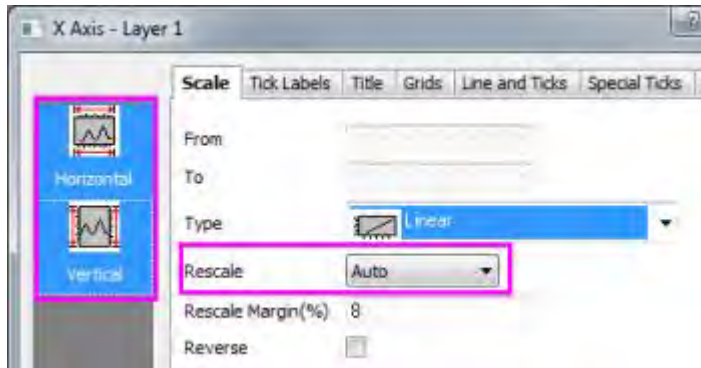 X Axis - Layer 1
Scale Tick Labels Title Grids Line and Ticks Special Ticks
Horizontal
Vertical
From
To
Type Linear
Rescale Auto
Rescale Margin(%) 8
Reverse